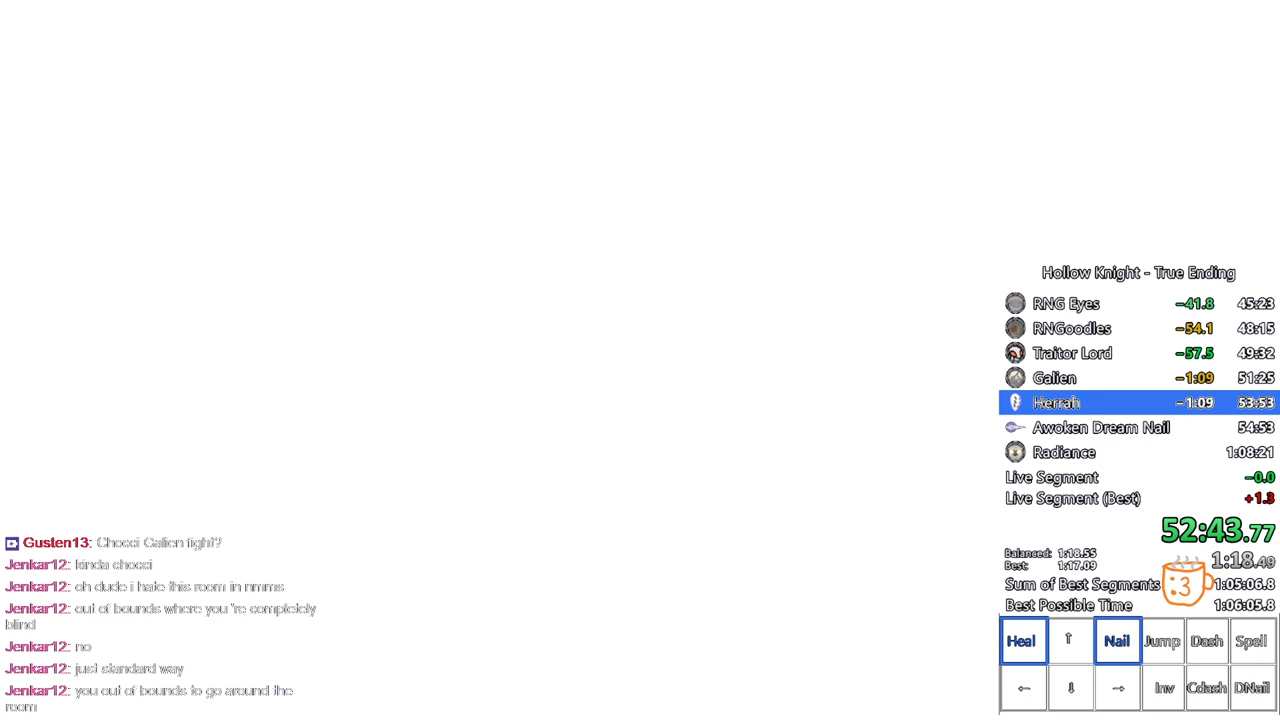 Hollow Knight - True Ending
RNG Eyes -41.8 45:23
RNGoodles -54.1 48:15
Traitor Lord -57.5 49:32
Galien -1:09 51:25
Herrah -1:09 53:53
Awoken Dream Nail 54:53
Radiance 1:08:21
Live Segment -0.0
Live Segment (Best) +1.3
52:43.77
Balanced: 1:18.55
Best: 1:17.09
1:18.49
Sum of Best Segments 1:05:06.8
Best Possible Time 1:06:05.8
Heal ↑ Nail Jump Dash Spell
← ↓ → Inv Cdash DNail
Gusten13: Chocci Galien fight?
Jenkar12: kinda chocci
Jenkar12: oh dude i hate this room in nmms
Jenkar12: out of bounds where you're completely
blind
Jenkar12: no
Jenkar12: just standard way
Jenkar12: you out of bounds to go around the
room